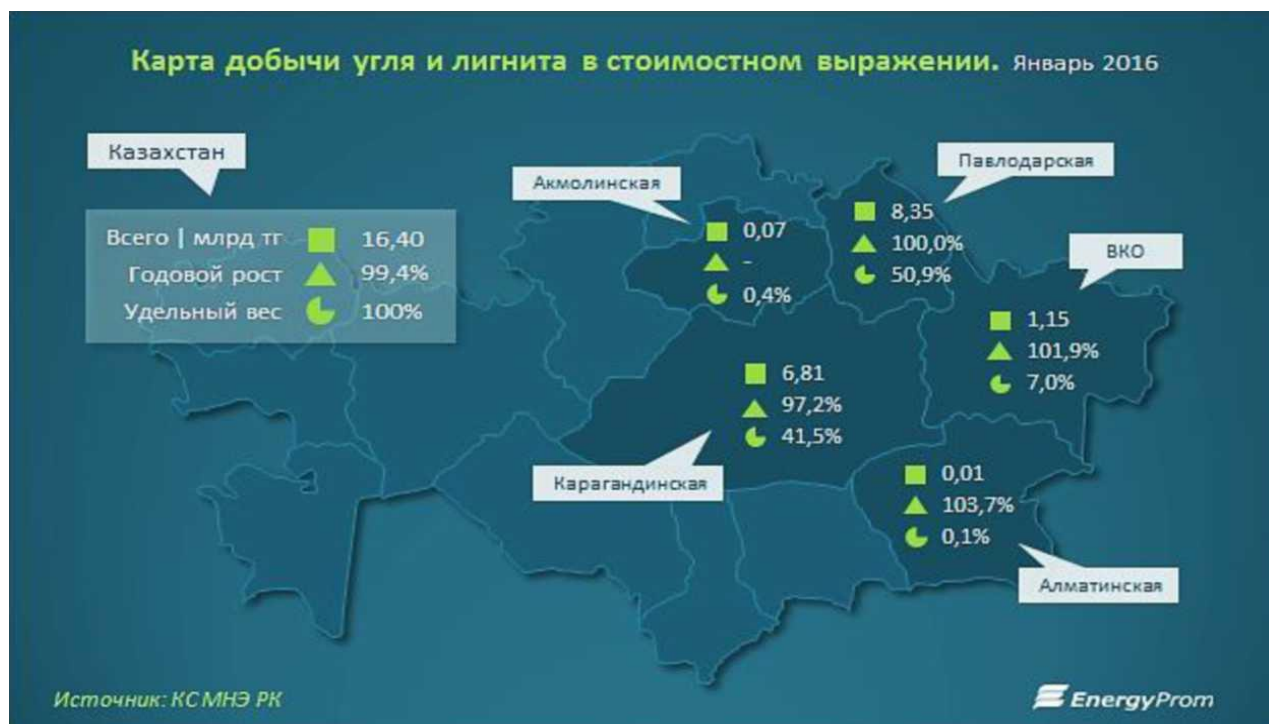 Карта добычи угля и лигнита в стоимостном выражении. Январь 2016
Казахстан
Всего | млрд тг 16,40
Годовой рост 99,4%
Удельный вес 100%
Акмолинская
0,07
-
0,4%
Павлодарская
8,35
100,0%
50,9%
ВКО
1,15
101,9%
7,0%
6,81
97,2%
41,5%
Карагандинская
0,01
103,7%
0,1%
Алматинская
Источник: КС МНЭ РК
EnergyProm